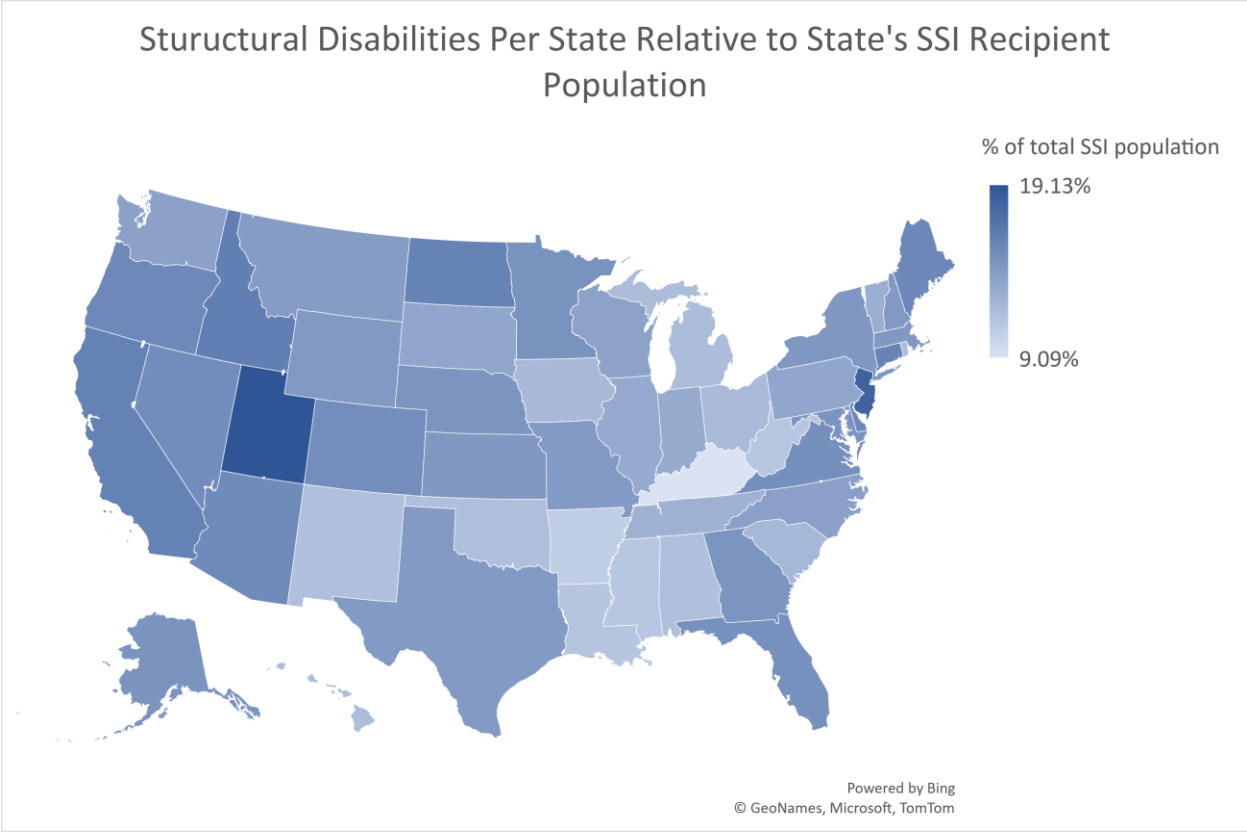 Stuructural Disabilities Per State Relative to State's SSI Recipient
Population
% of total SSI population
19.13%
9.09%
Powered by Bing
© GeoNames, Microsoft, TomTom